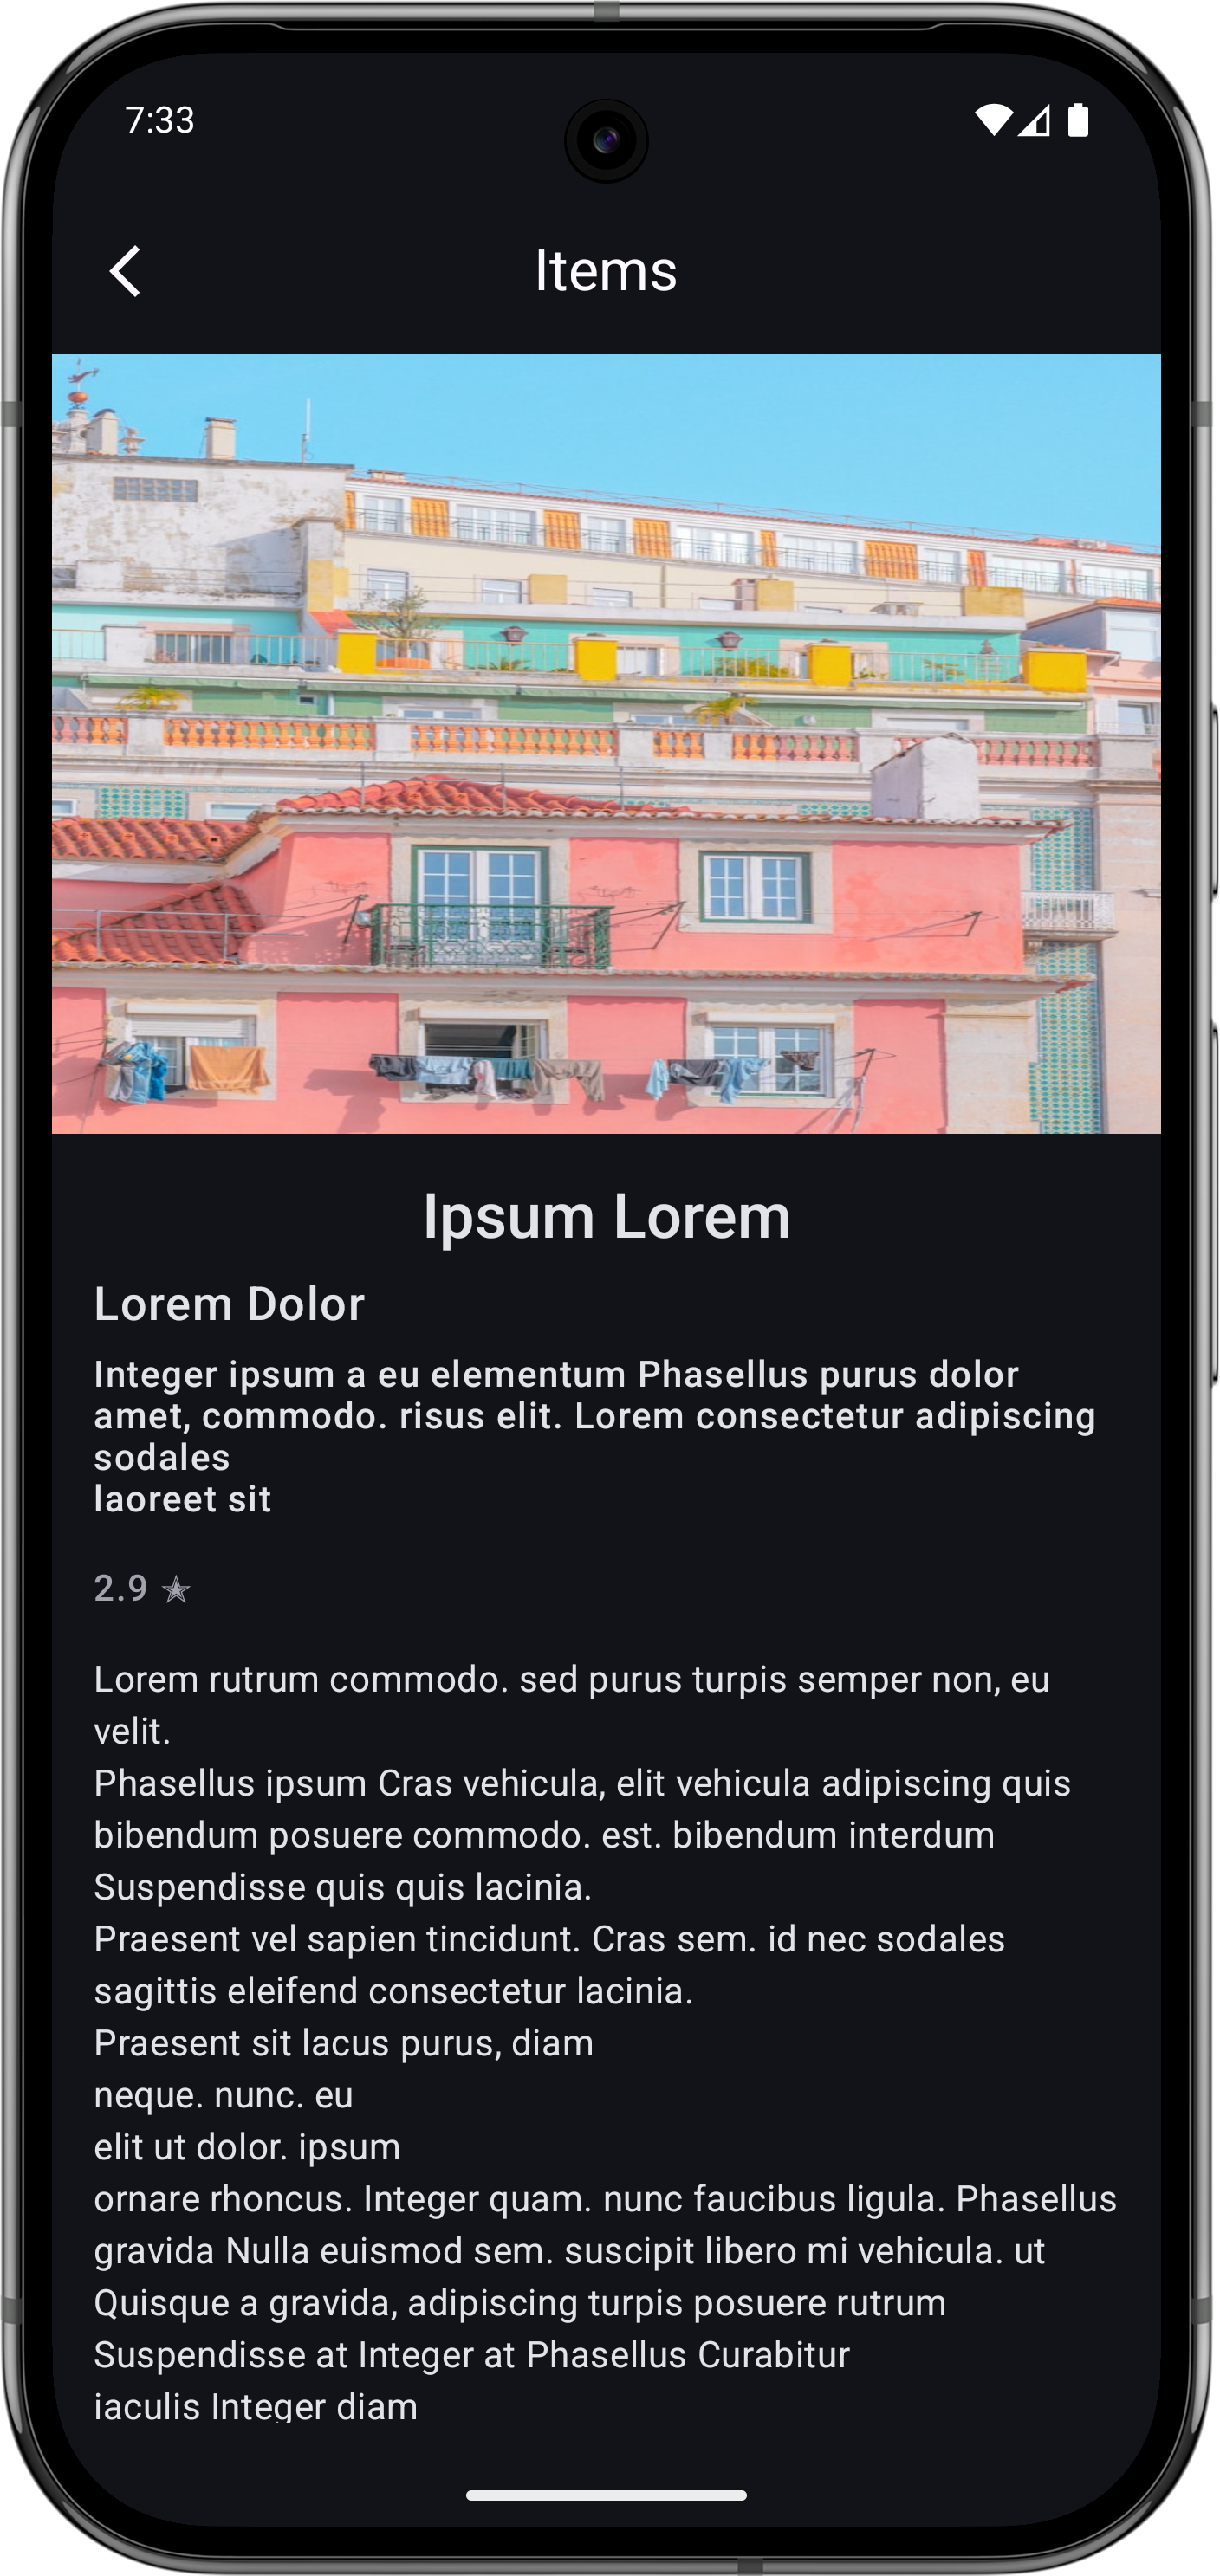 7:33
Items
Ipsum Lorem
Lorem Dolor
Integer ipsum a eu elementum Phasellus purus dolor
amet, commodo. risus elit. Lorem consectetur adipiscing
sodales
laoreet sit
2.9 ★
Lorem rutrum commodo. sed purus turpis semper non, eu
velit.
Phasellus ipsum Cras vehicula, elit vehicula adipiscing quis
bibendum posuere commodo. est. bibendum interdum
Suspendisse quis quis lacinia.
Praesent vel sapien tincidunt. Cras sem. id nec sodales
sagittis eleifend consectetur lacinia.
Praesent sit lacus purus, diam
neque. nunc. eu
elit ut dolor. ipsum
ornare rhoncus. Integer quam. nunc faucibus ligula. Phasellus
gravida Nulla euismod sem. suscipit libero mi vehicula. ut
Quisque a gravida, adipiscing turpis posuere rutrum
Suspendisse at Integer at Phasellus Curabitur
iaculis Integer diam